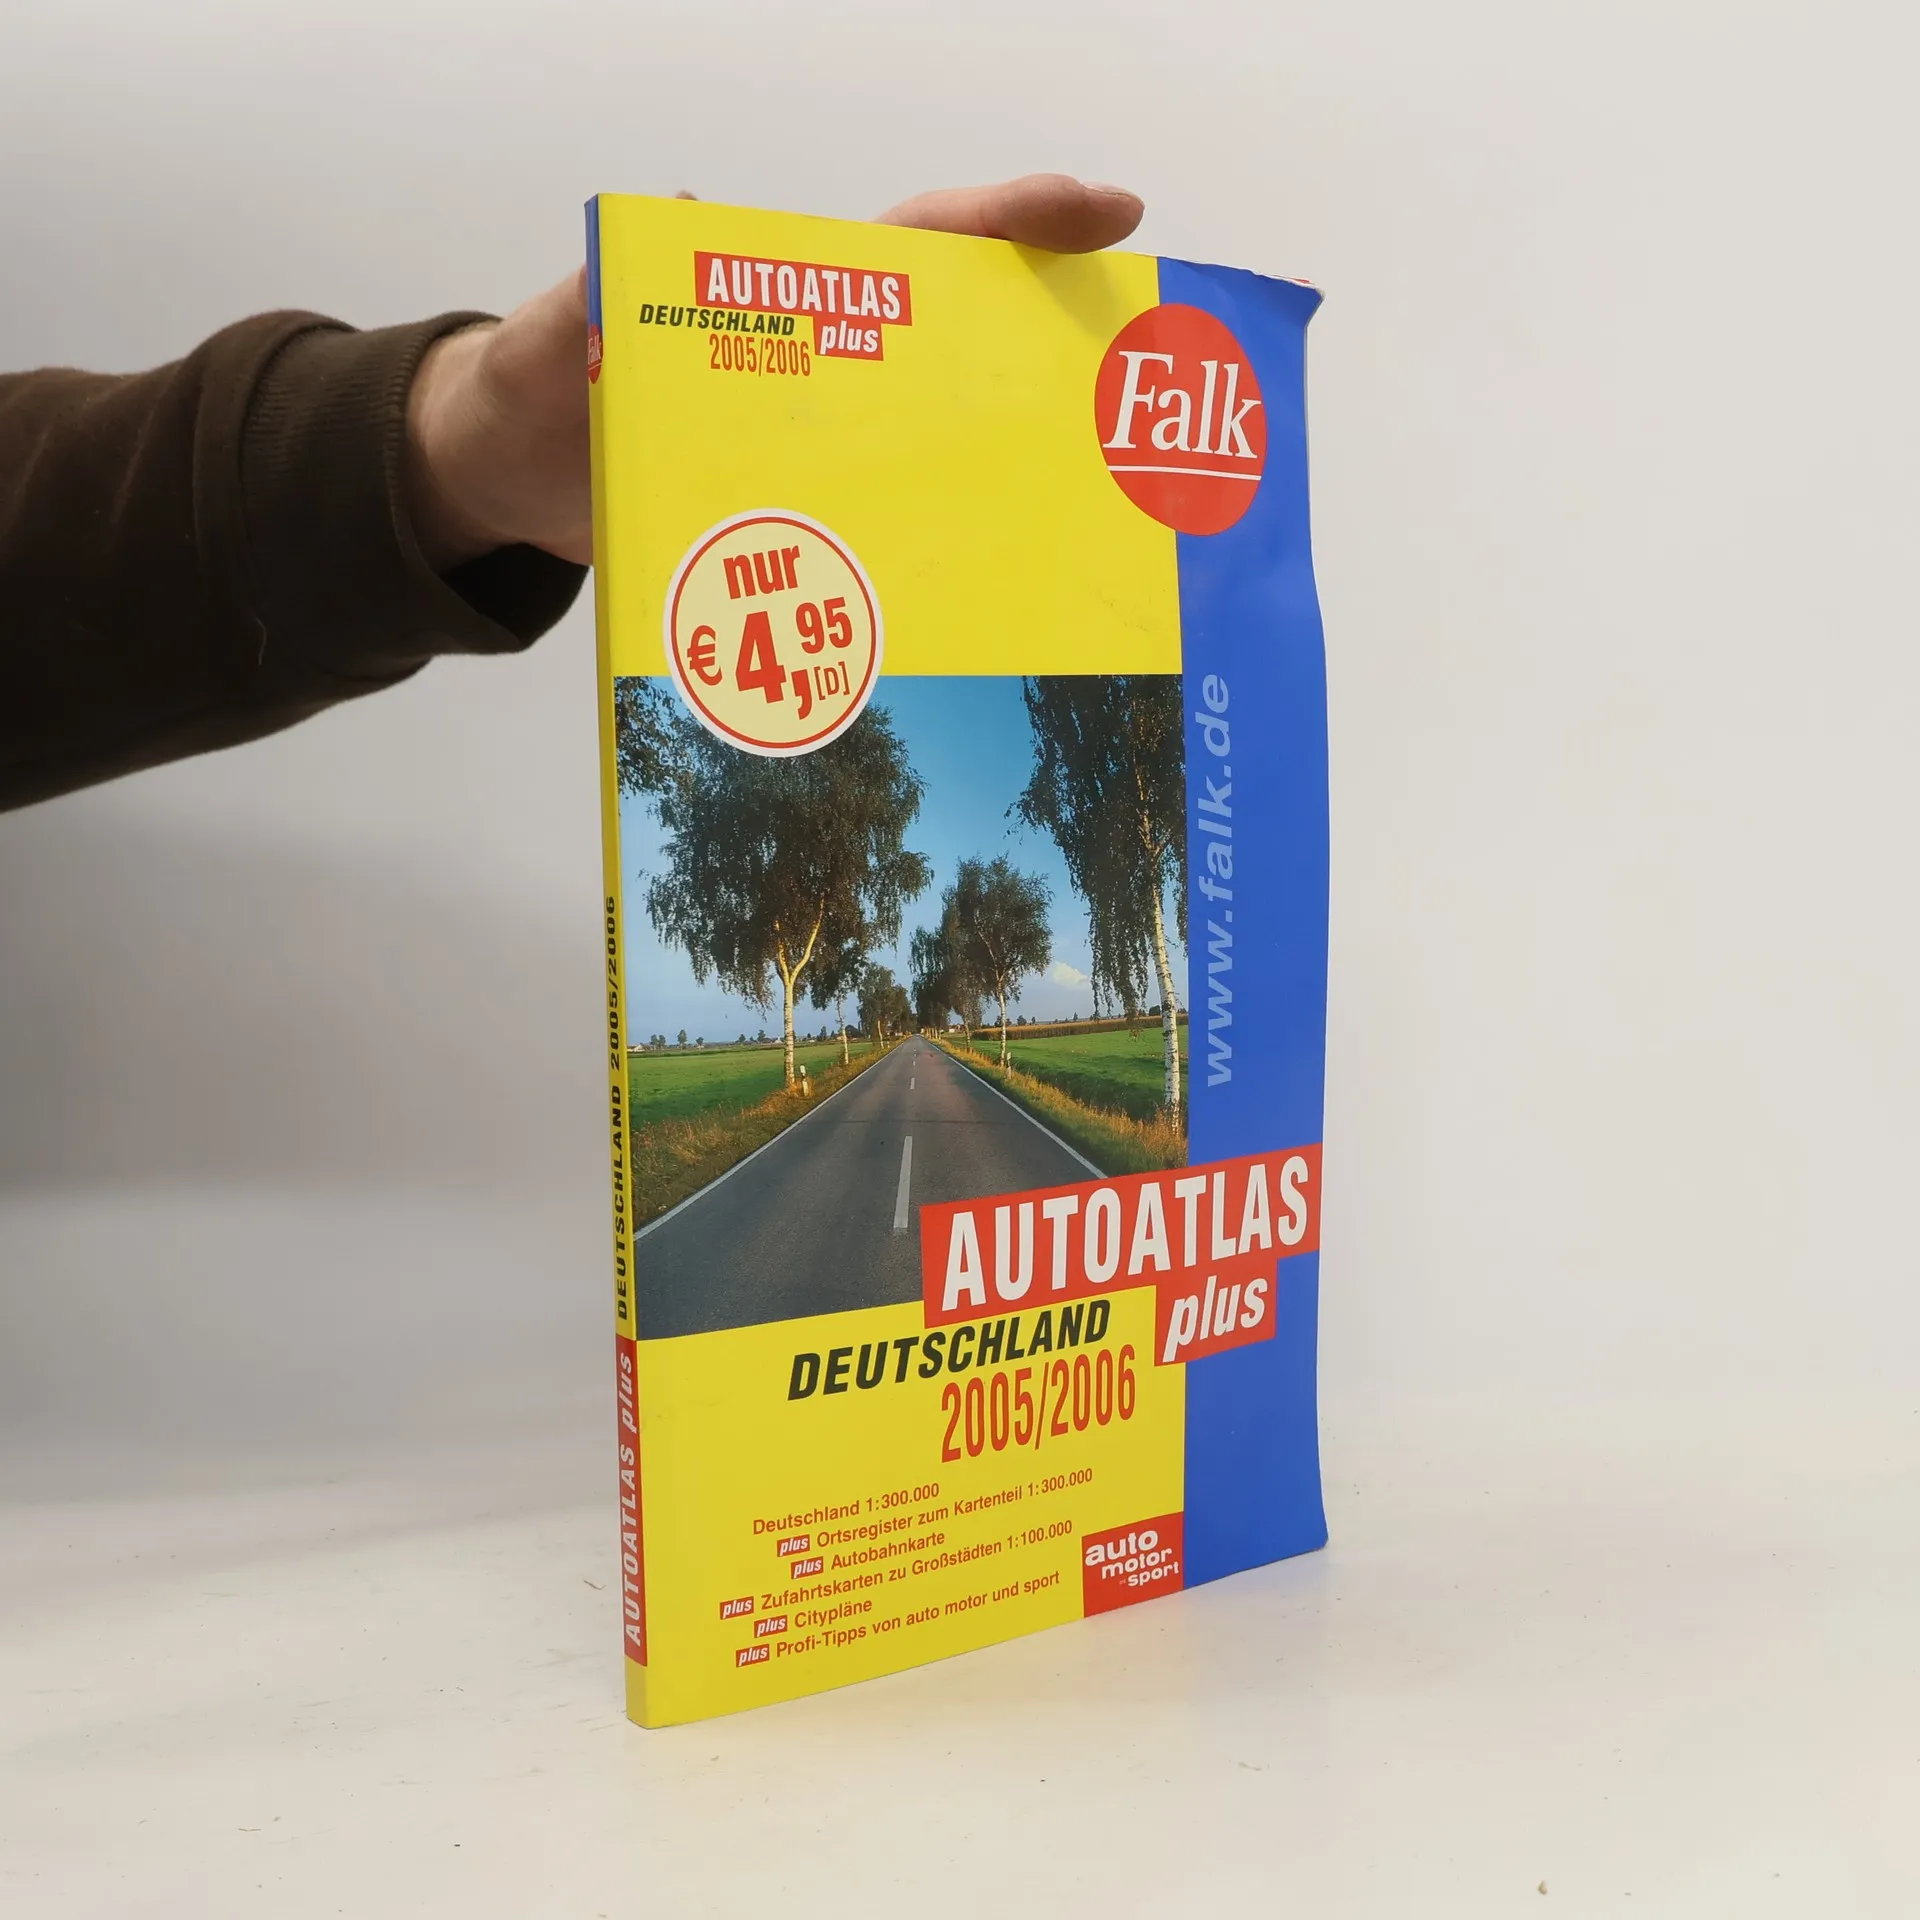 AUTOATLAS
DEUTSCHLAND plus
2005/2006
Falk
nur
€ 4,95
[D]
www.falk.de
AUTOATLAS
DEUTSCHLAND plus
2005/2006
Deutschland 1:300.000
plus Ortsregister zum Kartenteil 1:300.000
plus Autobahnkarte
plus Zufahrtskarten zu Großstädten 1:100.000
plus Citypläne
plus Profi-Tipps von auto motor und sport
auto
motor
sport
Falk
DEUTSCHLAND 2005/2006
AUTOATLAS plus